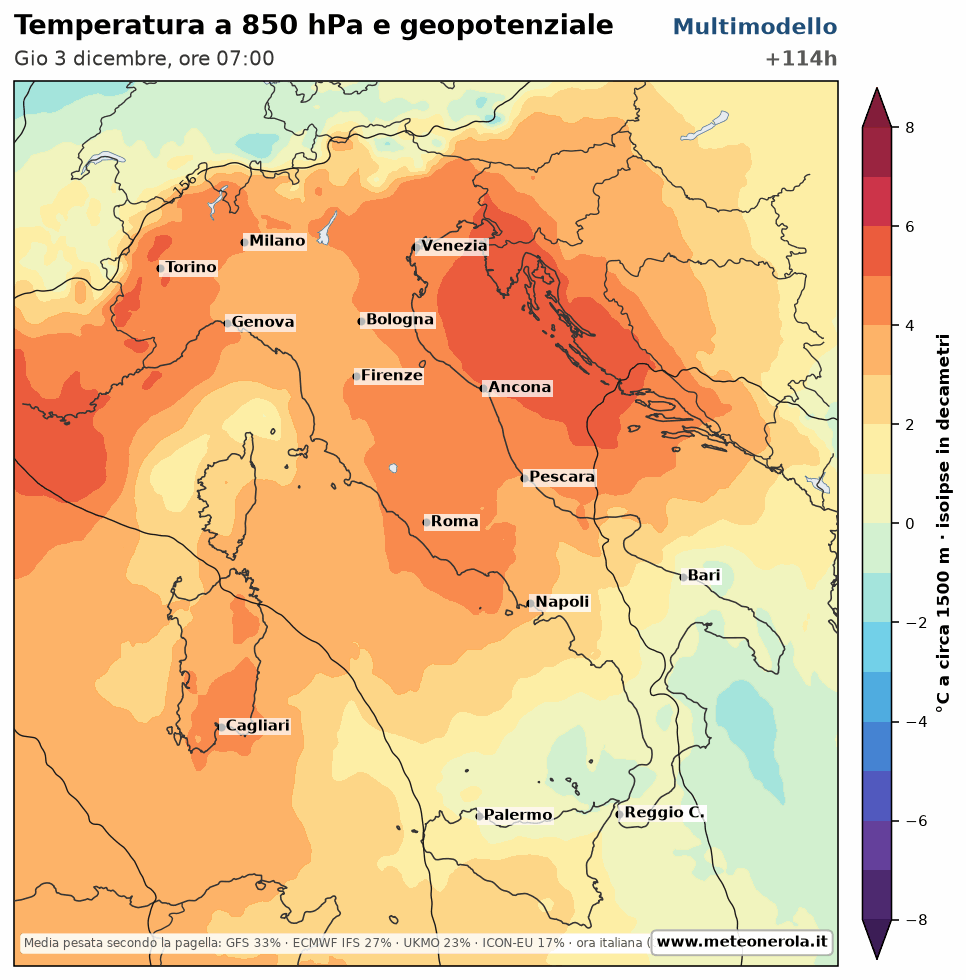 Temperatura a 850 hPa e geopotenziale
Multimodello
Gio 3 dicembre, ore 07:00
+114h
156
Milano
Venezia
Torino
Genova
Bologna
Firenze
Ancona
Pescara
Roma
Bari
Napoli
Cagliari
Palermo
Reggio C.
8
6
4
2
0
−2
−4
−6
−8
°C a circa 1500 m · isoipse in decametri
Media pesata secondo la pagella: GFS 33% · ECMWF IFS 27% · UKMO 23% · ICON-EU 17% · ora italiana (
www.meteonerola.it